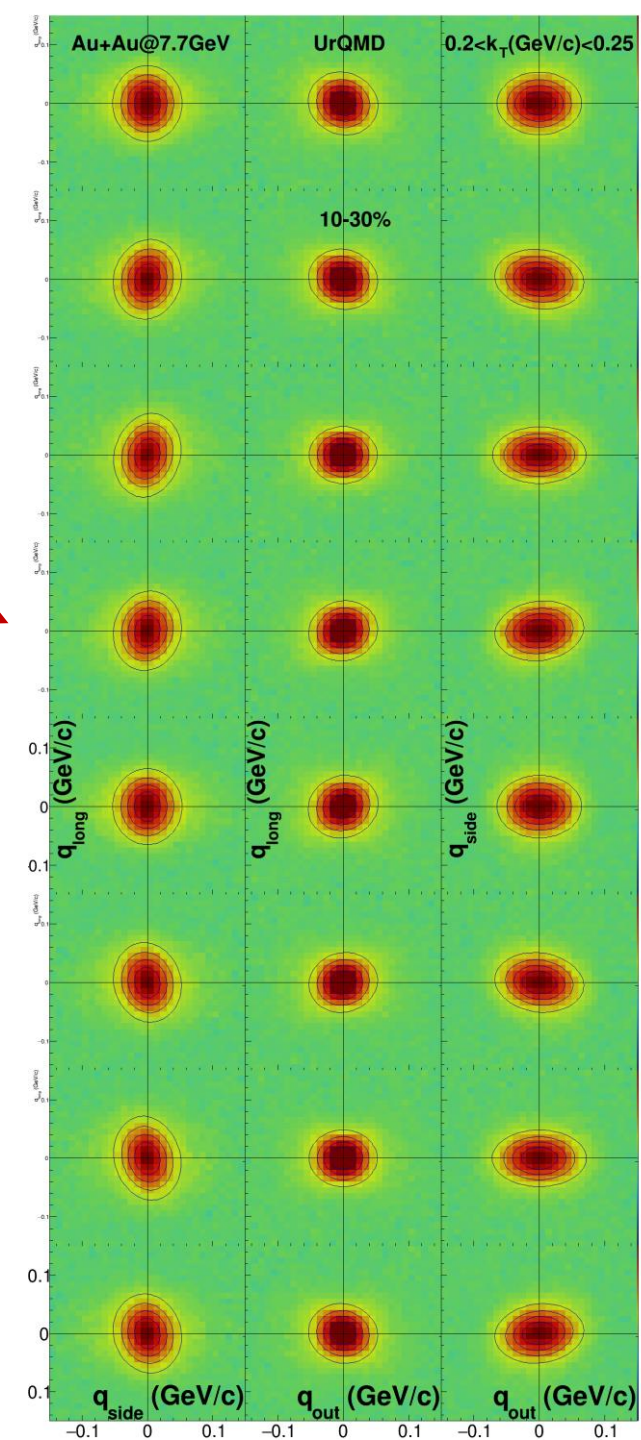 Au+Au@7.7GeV UrQMD 0.2<k_T(GeV/c)<0.25
10-30%
q_long (GeV/c) q_long (GeV/c) q_side (GeV/c)
0.1
0
0.1
0.1
0
0.1
q_side (GeV/c) q_out (GeV/c) q_out (GeV/c)
−0.1 0 0.1 −0.1 0 0.1 −0.1 0 0.1